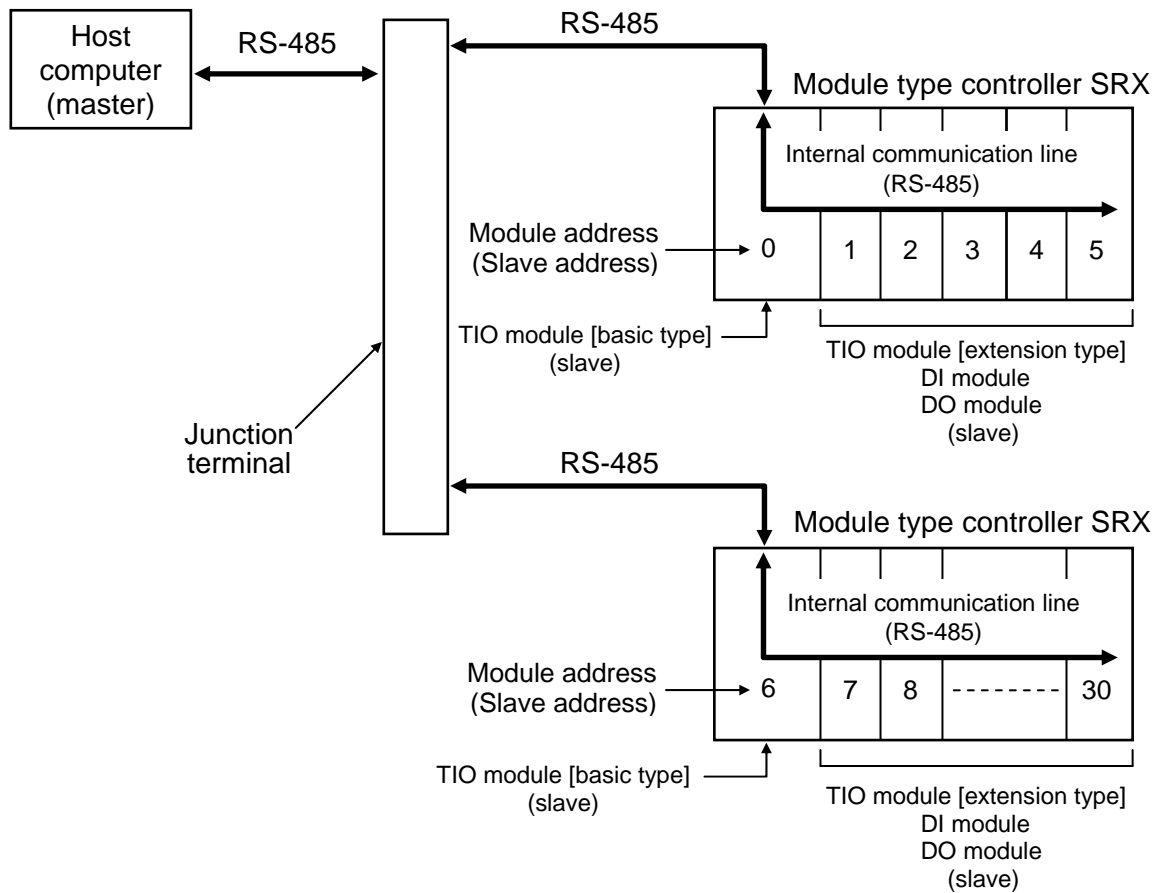 Host
computer
(master)
RS-485
RS-485
Module type controller SRX
Internal communication line
(RS-485)
Module address
(Slave address)
0 1 2 3 4 5
TIO module [basic type]
(slave)
TIO module [extension type]
DI module
DO module
(slave)
Junction
terminal
RS-485
Module type controller SRX
Internal communication line
(RS-485)
Module address
(Slave address)
6 7 8 - - - - - - - - - 30
TIO module [basic type]
(slave)
TIO module [extension type]
DI module
DO module
(slave)